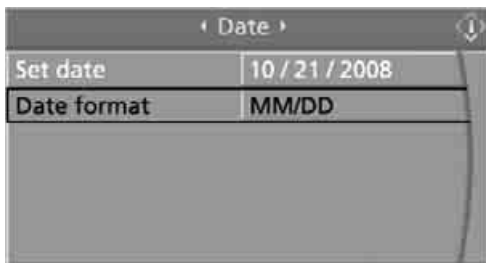 Date
Set date 10 / 21 / 2008
Date format MM/DD